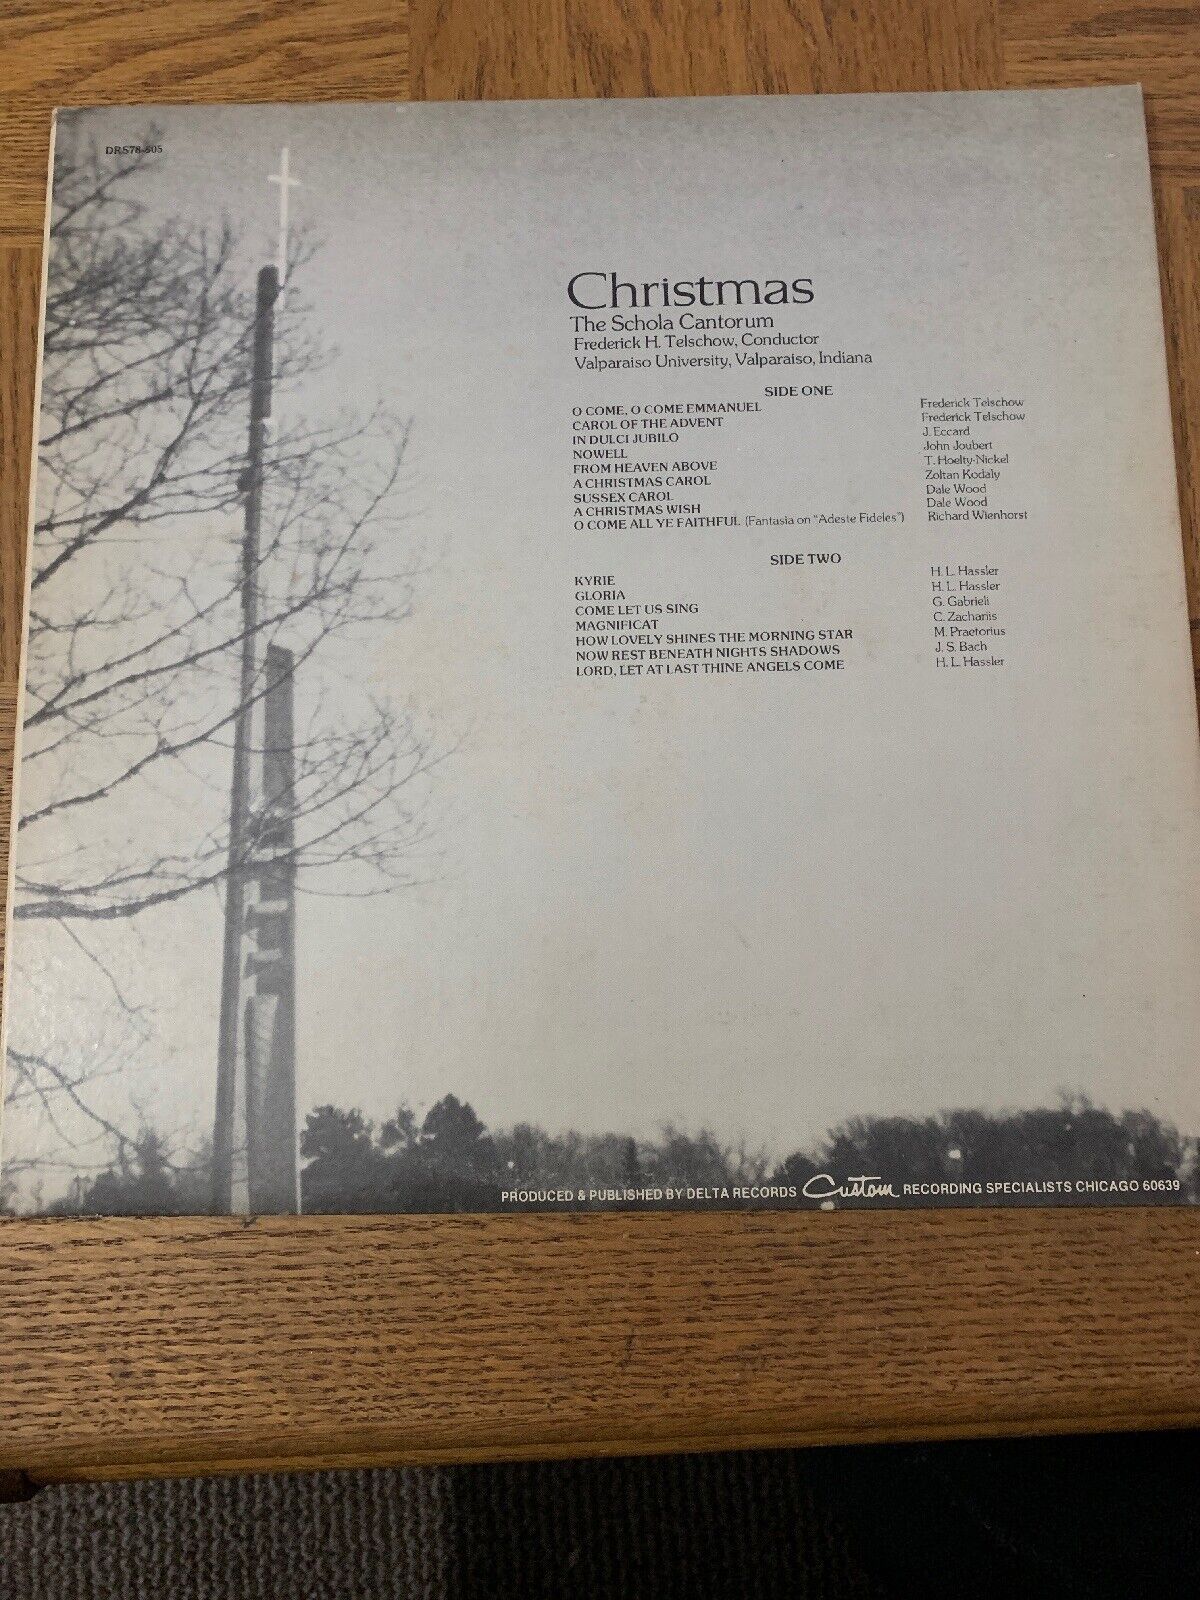 DRS78-505
Christmas
The Schola Cantorum
Frederick H. Telschow, Conductor
Valparaiso University, Valparaiso, Indiana
SIDE ONE
O COME, O COME EMMANUEL Frederick Telschow
CAROL OF THE ADVENT Frederick Telschow
IN DULCI JUBILO J. Eccard
NOWELL John Joubert
FROM HEAVEN ABOVE T. Hoelty-Nickel
A CHRISTMAS CAROL Zoltan Kodaly
SUSSEX CAROL Dale Wood
A CHRISTMAS WISH Dale Wood
O COME ALL YE FAITHFUL (Fantasia on "Adeste Fideles") Richard Wienhorst
SIDE TWO
KYRIE H. L. Hassler
GLORIA H. L. Hassler
COME LET US SING G. Gabrieli
MAGNIFICAT C. Zachariis
HOW LOVELY SHINES THE MORNING STAR M. Praetorius
NOW REST BENEATH NIGHTS SHADOWS J. S. Bach
LORD, LET AT LAST THINE ANGELS COME H. L. Hassler
PRODUCED & PUBLISHED BY DELTA RECORDS Custom RECORDING SPECIALISTS CHICAGO 60639